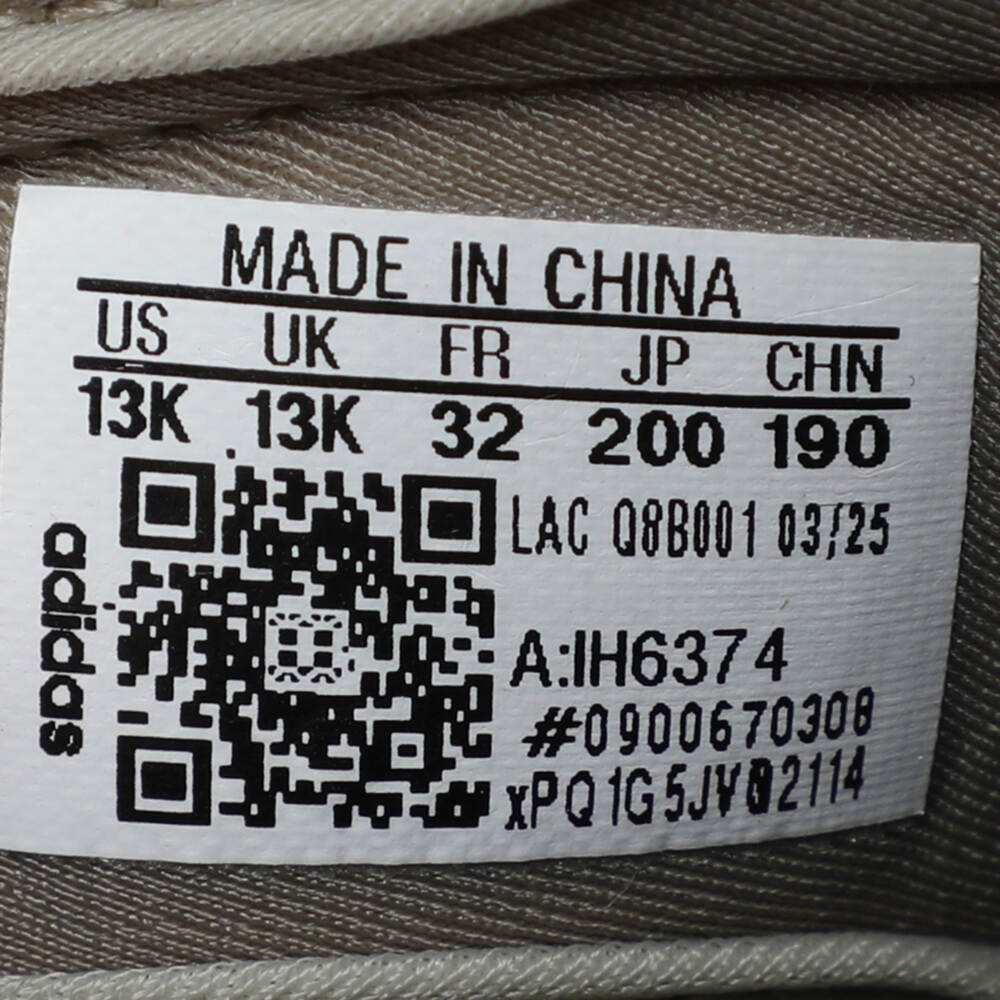 MADE IN CHINA
US UK FR JP CHN
13K 13K 32 200 190
LAC Q8B001 03/25
A:IH6374
#0900670308
adidas